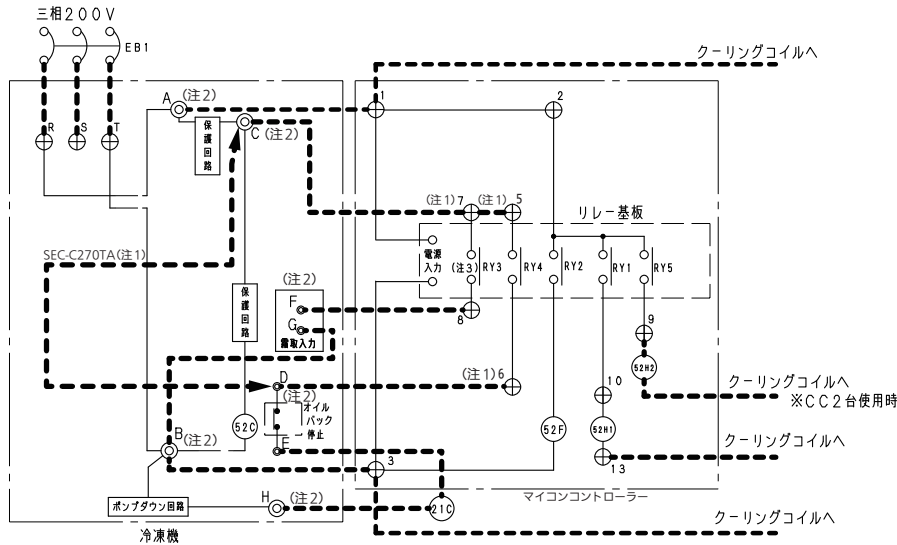 三相200V
EB1
クーリングコイルへ
A
(注2)
1
2
R
S
T
保護回路
C
(注2)
(注1)
7
(注1)
5
リレー基板
電源入力
(注3)
RY3
RY4
RY2
RY1
RY5
SEC-C270TA(注1)
(注2)
F
G
霜取入力
保護回路
8
9
52H2
クーリングコイルへ
※CC2台使用時
D
(注2)
(注1)
6
10
オイルバック停止
52C
52F
52H1
クーリングコイルへ
B
(注2)
E
3
13
マイコンコントローラー
ポンプダウン回路
H
(注2)
21C
クーリングコイルへ
冷凍機